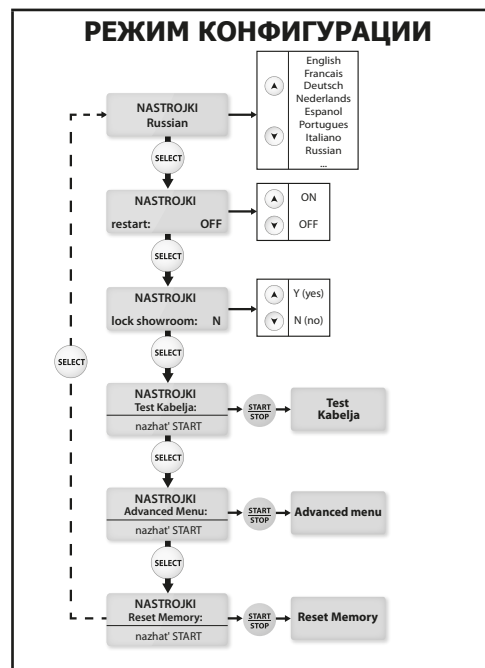 РЕЖИМ КОНФИГУРАЦИИ
NASTROJKI
Russian
English
Francais
Deutsch
Nederlands
Espanol
Portugues
Italiano
Russian
...
SELECT
NASTROJKI
restart: OFF
ON
OFF
SELECT
NASTROJKI
lock showroom: N
Y (yes)
N (no)
SELECT
SELECT
NASTROJKI
Test Kabelja:
nazhat' START
START
STOP
Test
Kabelja
SELECT
NASTROJKI
Advanced Menu:
nazhat' START
START
STOP
Advanced menu
SELECT
NASTROJKI
Reset Memory:
nazhat' START
START
STOP
Reset Memory